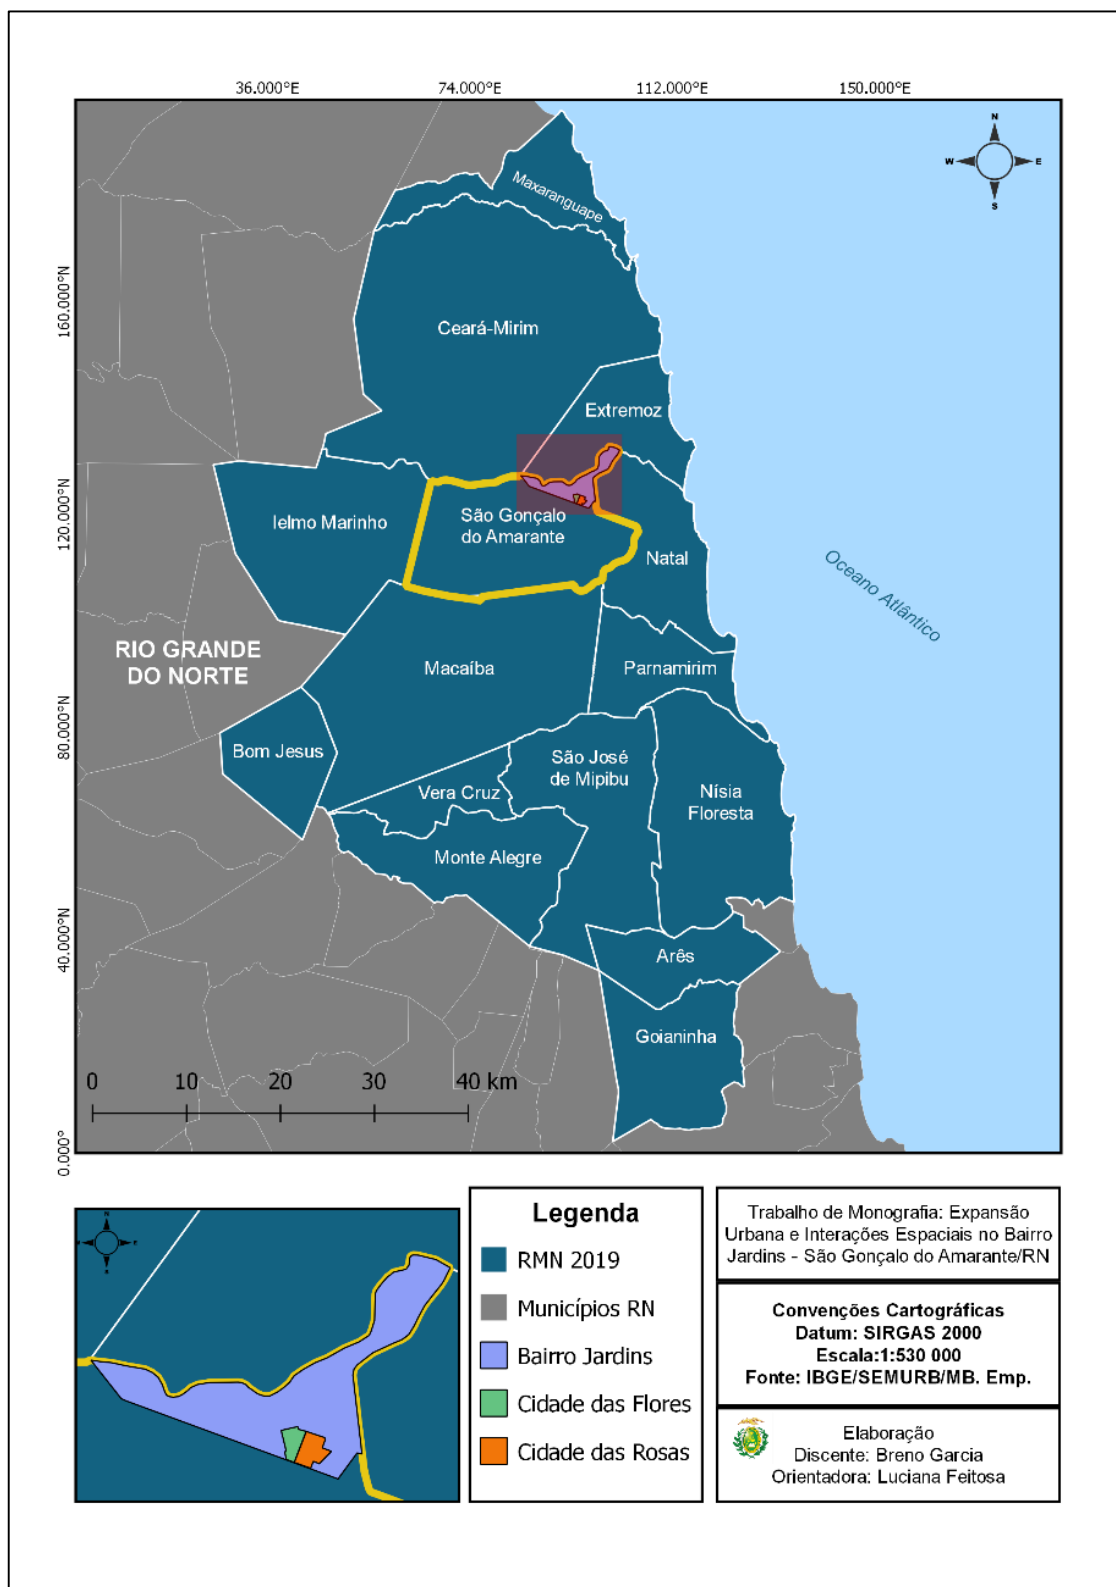 36.000°E 74.000°E 112.000°E 150.000°E
N
W E
S
Maxaranguape
160.000°N
Ceará-Mirim
Extremoz
120.000°N
Ielmo Marinho
São Gonçalo
do Amarante
Natal
Oceano Atlântico
RIO GRANDE
DO NORTE
Macaíba
Parnamirim
80.000°N
Bom Jesus
São José
de Mipibu
Vera Cruz
Nísia
Floresta
Monte Alegre
40.000°N
Arês
Goianinha
0 10 20 30 40 km
0.000°
N
E
S
Legenda
RMN 2019
Municípios RN
Bairro Jardins
Cidade das Flores
Cidade das Rosas
Trabalho de Monografia: Expansão
Urbana e Interações Espaciais no Bairro
Jardins - São Gonçalo do Amarante/RN
Convenções Cartográficas
Datum: SIRGAS 2000
Escala:1:530 000
Fonte: IBGE/SEMURB/MB. Emp.
Elaboração
Discente: Breno Garcia
Orientadora: Luciana Feitosa